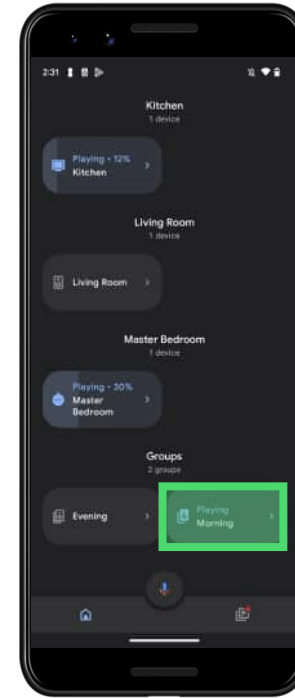 2:31
Kitchen
1 device
Playing • 12%
Kitchen
Living Room
1 device
Living Room
Master Bedroom
1 device
Playing • 30%
Master
Bedroom
Groups
2 groups
Evening
Playing
Morning